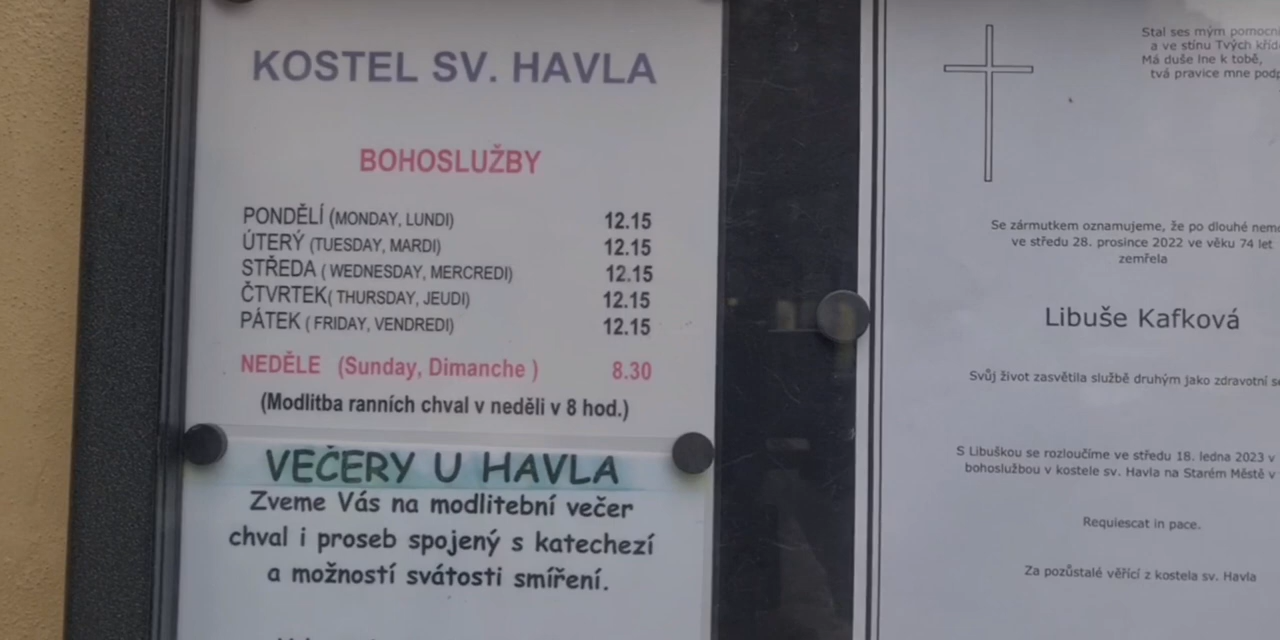 KOSTEL SV. HAVLA
BOHOSLUŽBY
PONDĚLÍ (MONDAY, LUNDI) 12.15
ÚTERÝ (TUESDAY, MARDI) 12.15
STŘEDA ( WEDNESDAY, MERCREDI) 12.15
ČTVRTEK( THURSDAY, JEUDI) 12.15
PÁTEK ( FRIDAY, VENDREDI) 12.15
NEDĚLE (Sunday, Dimanche ) 8.30
(Modlitba ranních chval v neděli v 8 hod.)
VEČERY U HAVLA
Zveme Vás na modlitební večer
chval i proseb spojený s katechezí
a možností svátosti smíření.
Stal ses mým
a ve stínu Tvých
Má duše lne k tobě,
tvá pravice mne
Se zármutkem oznamujeme, že po dlouhé
ve středu 28. prosince 2022 ve věku 74 let
zemřela
Libuše Kafková
Svůj život zasvětila službě druhým jako zdravotní
S Libuškou se rozloučíme ve středu 18. ledna 2023 v
bohoslužbou v kostele sv. Havla na Starém Městě v
Requiescat in pace.
Za pozůstalé věřící z kostela sv. Havla